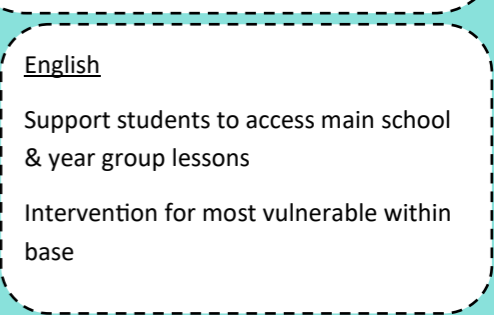 English
Support students to access main school
& year group lessons
Intervention for most vulnerable within
base